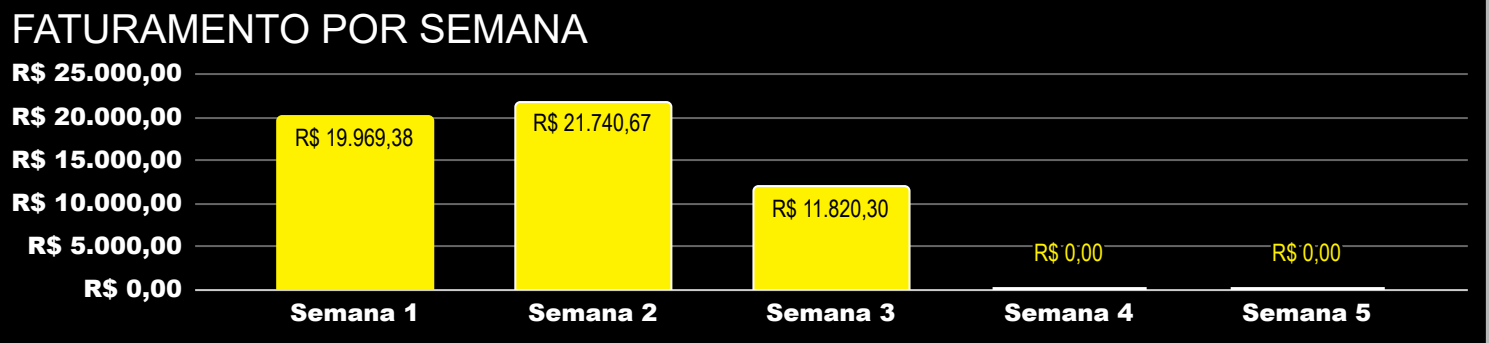 FATURAMENTO POR SEMANA
R$ 25.000,00
R$ 20.000,00
R$ 15.000,00
R$ 10.000,00
R$ 5.000,00
R$ 0,00
R$ 19.969,38
R$ 21.740,67
R$ 11.820,30
R$ 0,00
R$ 0,00
Semana 1
Semana 2
Semana 3
Semana 4
Semana 5